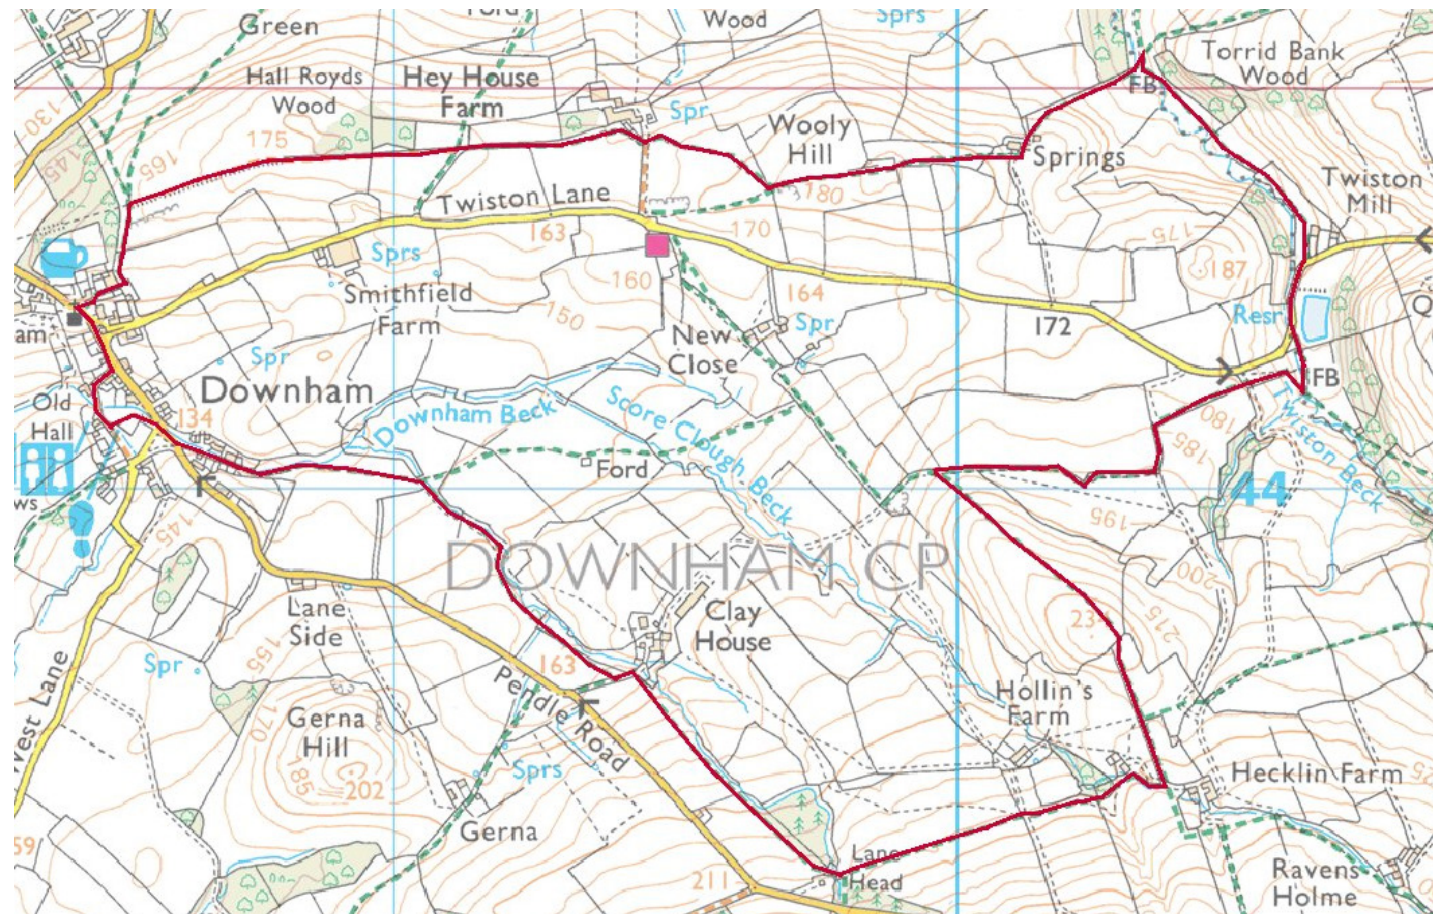 Green
Ford
Wood
Sprs
Hall Royds
Wood
Hey House
Farm
Spr
Torrid Bank
Wood
FB
130
145
165
175
Wooly
Hill
Springs
180
Twiston
Mill
Twiston Lane
163
170
175
187
Sprs
160
Smithfield
Farm
150
164
172
Resr
New
Close
Spr
Spr
am
Downham
Old
Hall
134
Downham Beck
Score Clough Beck
Ford
FB
180
185
Twiston Beck
44
ws
195
145
DOWNHAM CP
200
215
Lane
Side
Clay
House
163
155
Spr
West Lane
Pendle Road
Gerna
Hill
170
185
202
Sprs
Hollin's
Farm
Hecklin Farm
Gerna
59
Lane
Head
211
Ravens
Holme